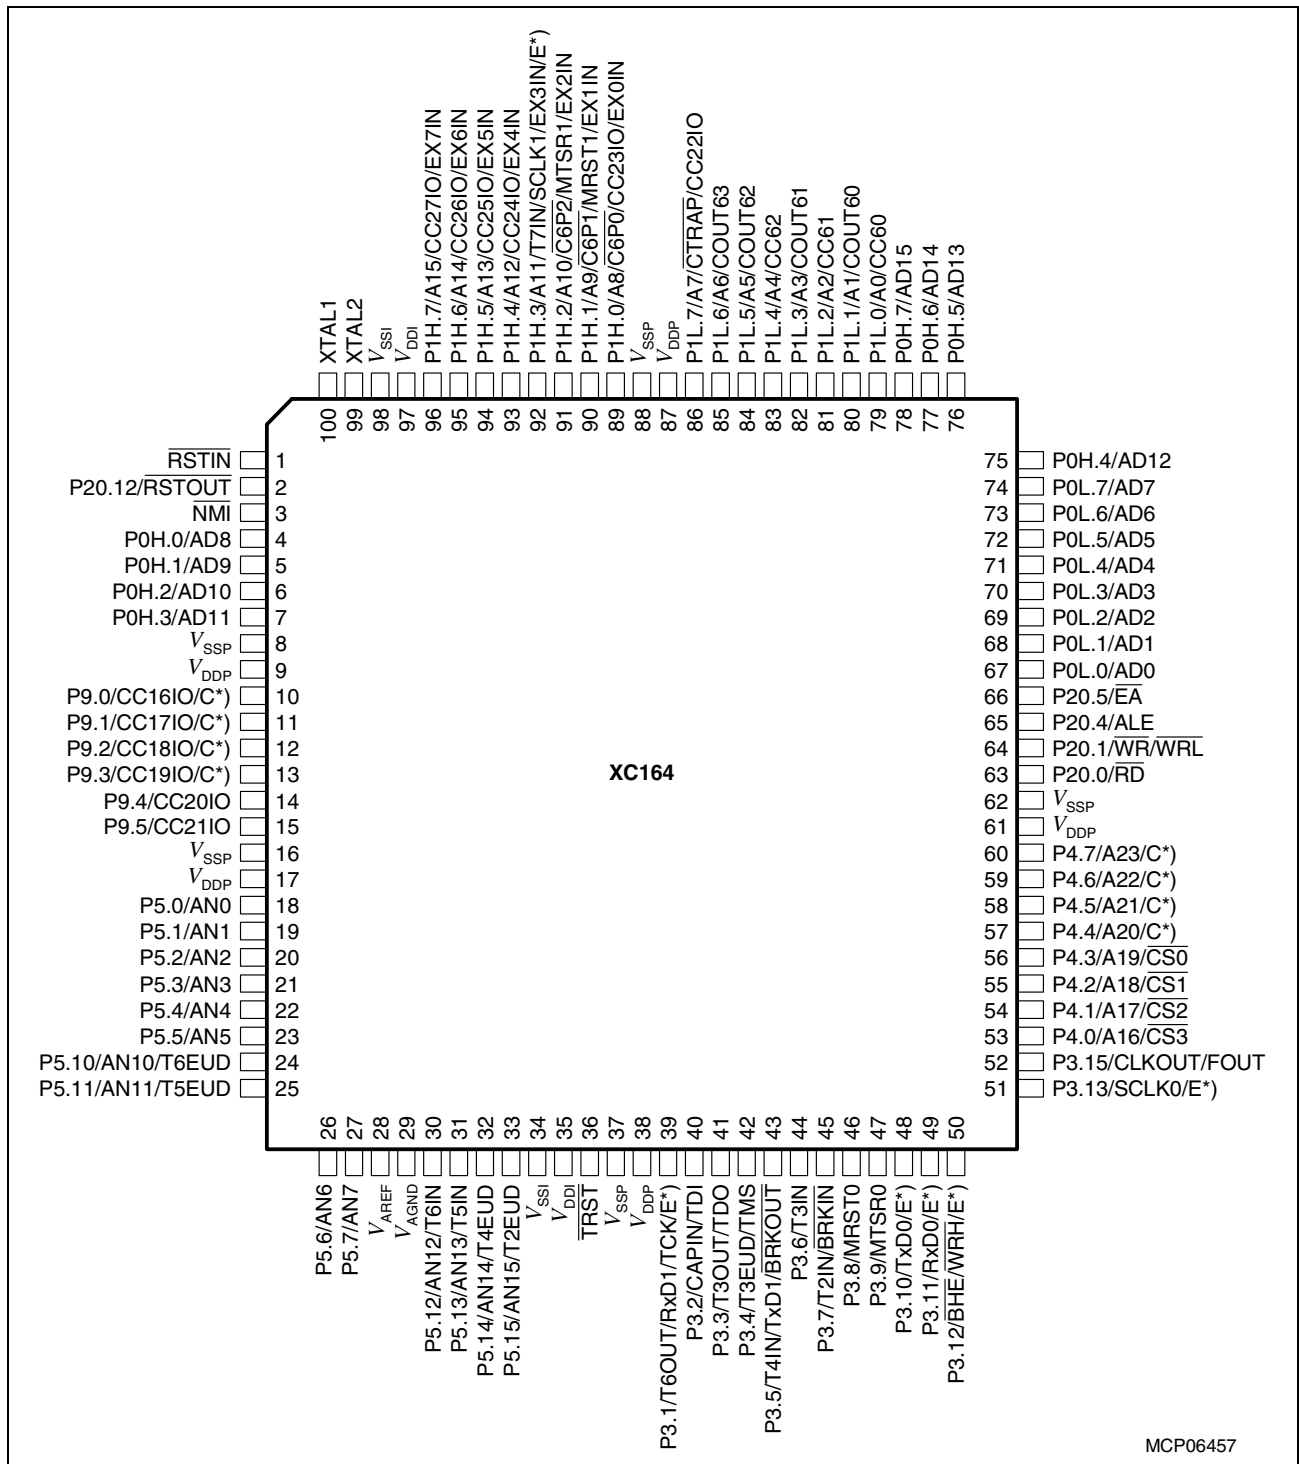 XTAL1
XTAL2
VSSI
VDDI
P1H.7/A15/CC27IO/EX7IN
P1H.6/A14/CC26IO/EX6IN
P1H.5/A13/CC25IO/EX5IN
P1H.4/A12/CC24IO/EX4IN
P1H.3/A11/T7IN/SCLK1/EX3IN/E*)
P1H.2/A10/C6P2/MTSR1/EX2IN
P1H.1/A9/C6P1/MRST1/EX1IN
P1H.0/A8/C6P0/CC23IO/EX0IN
VSSP
VDDP
P1L.7/A7/CTRAP/CC22IO
P1L.6/A6/COUT63
P1L.5/A5/COUT62
P1L.4/A4/CC62
P1L.3/A3/COUT61
P1L.2/A2/CC61
P1L.1/A1/COUT60
P1L.0/A0/CC60
P0H.7/AD15
P0H.6/AD14
P0H.5/AD13
100
99
98
97
96
95
94
93
92
91
90
89
88
87
86
85
84
83
82
81
80
79
78
77
76
RSTIN 1
P20.12/RSTOUT 2
NMI 3
P0H.0/AD8 4
P0H.1/AD9 5
P0H.2/AD10 6
P0H.3/AD11 7
VSSP 8
VDDP 9
P9.0/CC16IO/C*) 10
P9.1/CC17IO/C*) 11
P9.2/CC18IO/C*) 12
P9.3/CC19IO/C*) 13
P9.4/CC20IO 14
P9.5/CC21IO 15
VSSP 16
VDDP 17
P5.0/AN0 18
P5.1/AN1 19
P5.2/AN2 20
P5.3/AN3 21
P5.4/AN4 22
P5.5/AN5 23
P5.10/AN10/T6EUD 24
P5.11/AN11/T5EUD 25
XC164
75 P0H.4/AD12
74 P0L.7/AD7
73 P0L.6/AD6
72 P0L.5/AD5
71 P0L.4/AD4
70 P0L.3/AD3
69 P0L.2/AD2
68 P0L.1/AD1
67 P0L.0/AD0
66 P20.5/EA
65 P20.4/ALE
64 P20.1/WR/WRL
63 P20.0/RD
62 VSSP
61 VDDP
60 P4.7/A23/C*)
59 P4.6/A22/C*)
58 P4.5/A21/C*)
57 P4.4/A20/C*)
56 P4.3/A19/CS0
55 P4.2/A18/CS1
54 P4.1/A17/CS2
53 P4.0/A16/CS3
52 P3.15/CLKOUT/FOUT
51 P3.13/SCLK0/E*)
26
27
28
29
30
31
32
33
34
35
36
37
38
39
40
41
42
43
44
45
46
47
48
49
50
P5.6/AN6
P5.7/AN7
VAREF
VAGND
P5.12/AN12/T6IN
P5.13/AN13/T5IN
P5.14/AN14/T4EUD
P5.15/AN15/T2EUD
VSSI
VDDI
TRST
VSSP
VDDP
P3.1/T6OUT/RxD1/TCK/E*)
P3.2/CAPIN/TDI
P3.3/T3OUT/TDO
P3.4/T3EUD/TMS
P3.5/T4IN/TxD1/BRKOUT
P3.6/T3IN
P3.7/T2IN/BRKIN
P3.8/MRST0
P3.9/MTSR0
P3.10/TxD0/E*)
P3.11/RxD0/E*)
P3.12/BHE/WRH/E*)
MCP06457